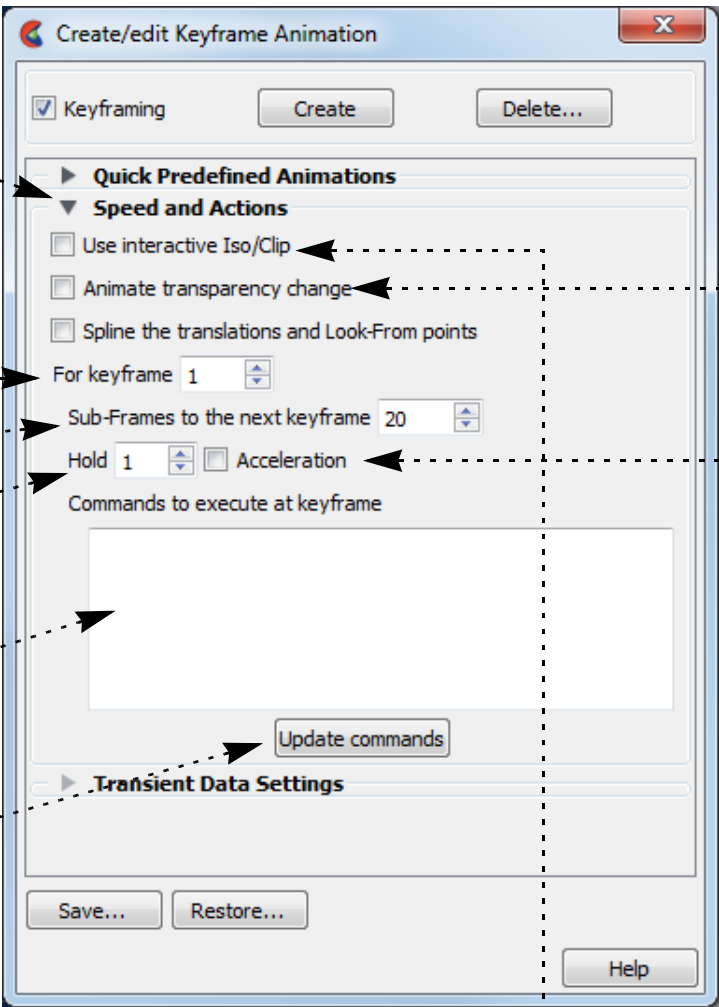 Create/edit Keyframe Animation
Keyframing Create Delete...
Quick Predefined Animations
Speed and Actions
Use interactive Iso/Clip
Animate transparency change
Spline the translations and Look-From points
For keyframe 1
Sub-Frames to the next keyframe 20
Hold 1 Acceleration
Commands to execute at keyframe
Update commands
Transient Data Settings
Save... Restore...
Help